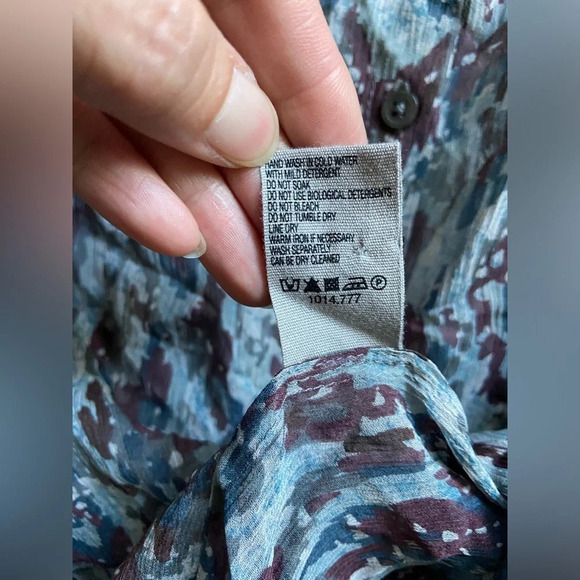 HAND WASH IN COLD WATER
WITH MILD DETERGENT
DO NOT SOAK
DO NOT USE BIOLOGICAL DETERGENTS
DO NOT BLEACH
DO NOT TUMBLE DRY
LINE DRY
WARM IRON IF NECESSARY
WASH SEPARATELY
CAN BE DRY CLEANED
P
1014.777